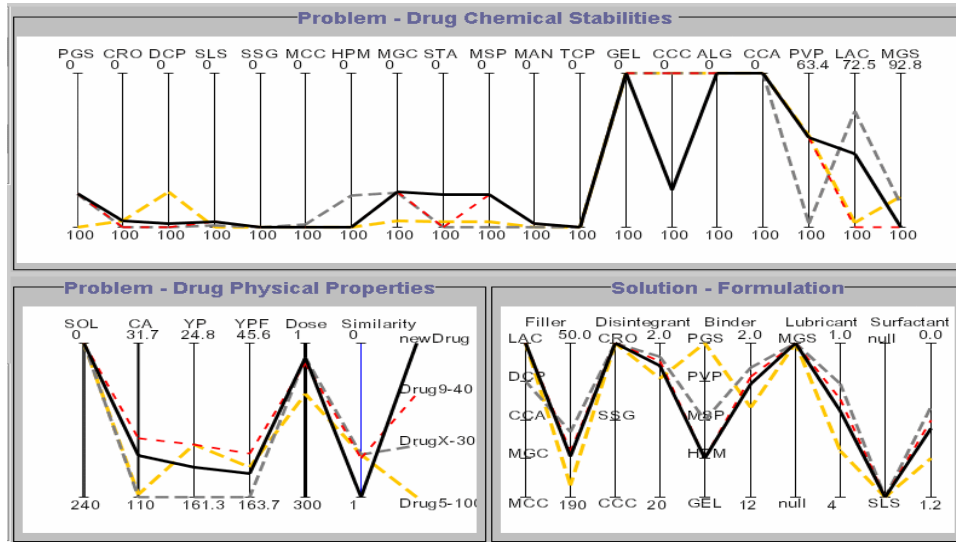 Problem - Drug Chemical Stabilities
PGS CRO DCP SLS SSG MCC HPM MGC STA MSP MAN TCP GEL CCC ALG CCA PVP LAC MGS
0 0 0 0 0 0 0 0 0 0 0 0 0 0 0 0 63.4 72.5 92.8
100 100 100 100 100 100 100 100 100 100 100 100 100 100 100 100 100 100 100
Problem - Drug Physical Properties
SOL CA YP YPF Dose Similarity
0 31.7 24.8 45.6 1 0 newDrug
Drug9-40
DrugX-30
Drug5-100
240 110 161.3 163.7 300 1
Solution - Formulation
Filler Disintegrant Binder Lubricant Surfactant
LAC 50.0 CRO 2.0 PGS 2.0 MGS 1.0 null 0.0
DCP PVP
CCA SSG MSP
MGC HPM
MCC 190 CCC 20 GEL 12 null 4 SLS 1.2